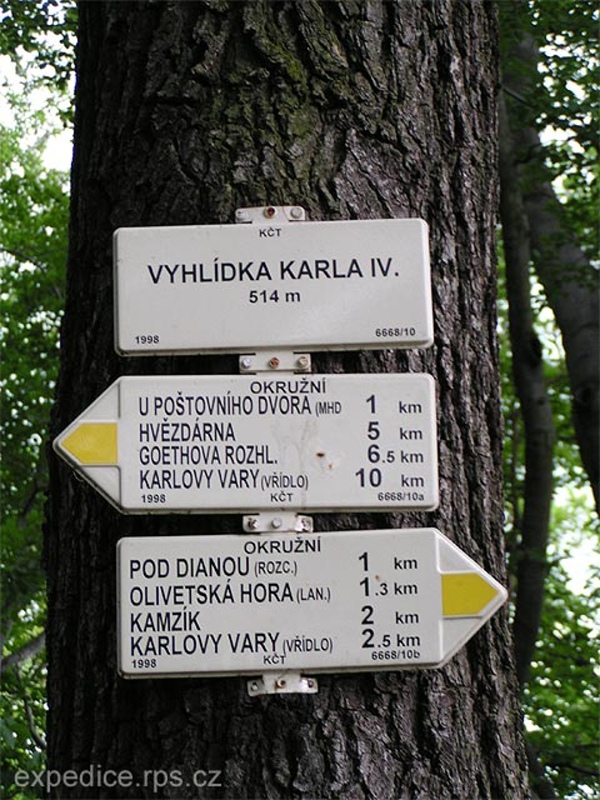 KČT
VYHLÍDKA KARLA IV.
514 m
1998 6668/10
OKRUŽNÍ
U POŠTOVNÍHO DVORA (MHD 1 km
HVĚZDÁRNA 5 km
GOETHOVA ROZHL. 6.5 km
KARLOVY VARY (VŘÍDLO) 10 km
1998 KČT 6668/10a
OKRUŽNÍ
POD DIANOU (ROZC.) 1 km
OLIVETSKÁ HORA (LAN.) 1.3 km
KAMZÍK 2 km
KARLOVY VARY (VŘÍDLO) 2.5 km
1998 KČT 6668/10b
expedice.rps.cz